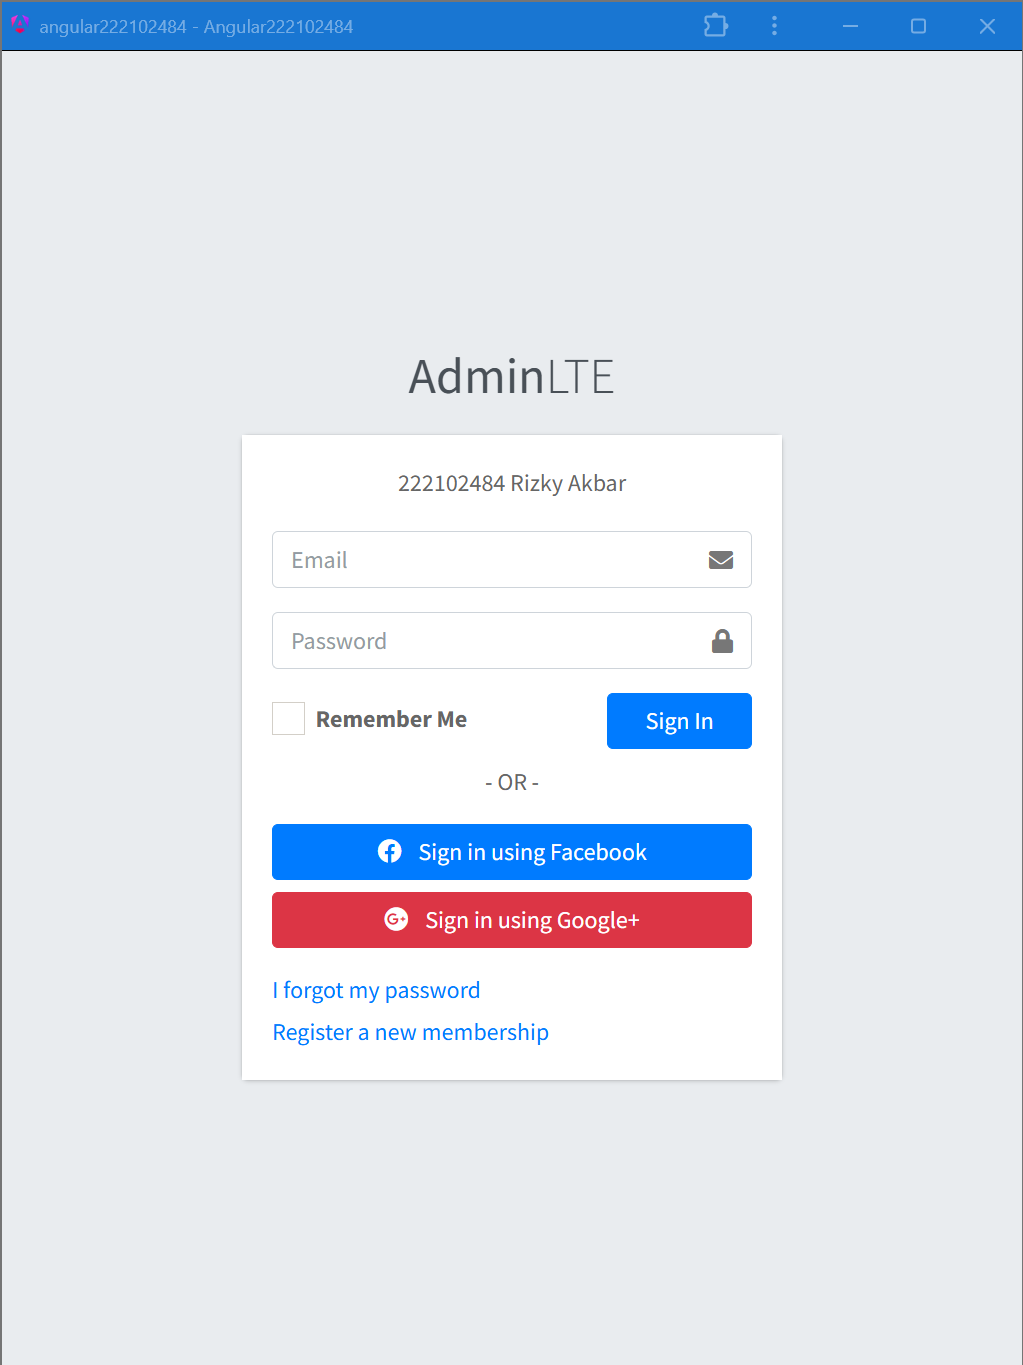 angular222102484 - Angular222102484
AdminLTE
222102484 Rizky Akbar
Email
Password
Remember Me
Sign In
- OR -
Sign in using Facebook
Sign in using Google+
I forgot my password
Register a new membership